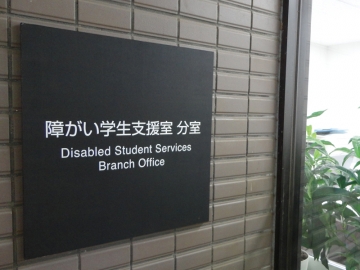 障がい学生支援室 分室
Disabled Student Services
Branch Office